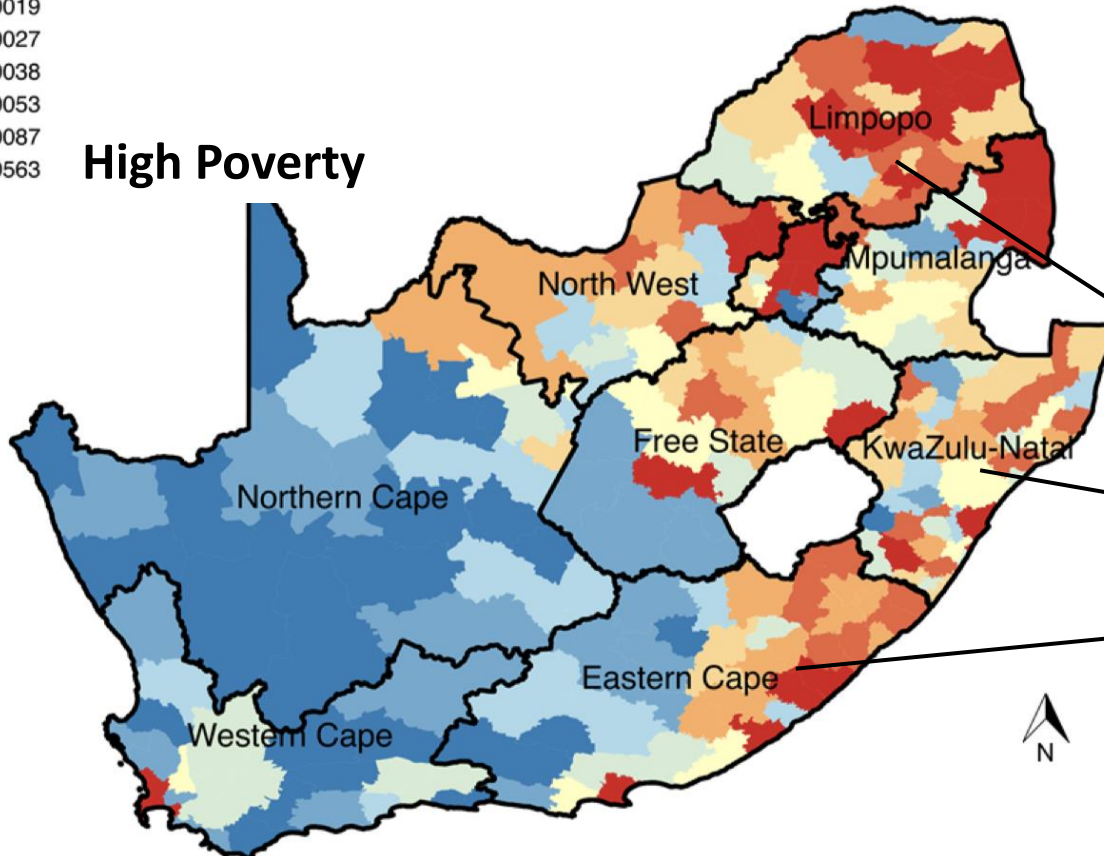 0019
0027
0038
0053
0087
0563
High Poverty
Limpopo
Mpumalanga
North West
Free State
KwaZulu-Natal
Northern Cape
Eastern Cape
Western Cape
N